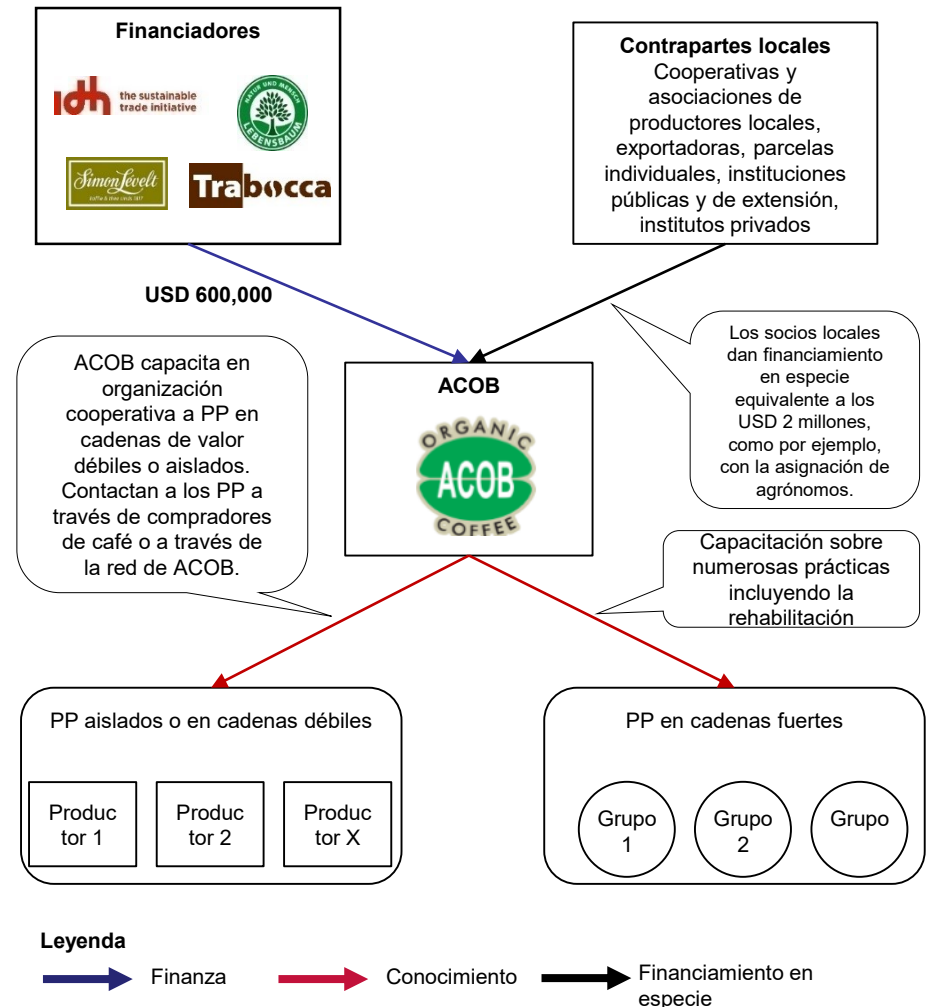 Financiadores
idh the sustainable
trade initiative
NATUR UND MENSCH
LEBENSBAUM
Simon Lévelt
Trabocca
Contrapartes locales
Cooperativas y
asociaciones de
productores locales,
exportadoras, parcelas
individuales, instituciones
públicas y de extensión,
institutos privados
USD 600,000
ACOB capacita en
organización
cooperativa a PP en
cadenas de valor
débiles o aislados.
Contactan a los PP a
través de compradores
de café o a través de
la red de ACOB.
ACOB
ORGANIC
ACOB
COFFEE
Los socios locales
dan financiamiento
en especie
equivalente a los
USD 2 millones,
como por ejemplo,
con la asignación de
agrónomos.
Capacitación sobre
numerosas prácticas
incluyendo la
rehabilitación
PP aislados o en cadenas débiles
Produc
tor 1
Produc
tor 2
Produc
tor X
PP en cadenas fuertes
Grupo
1
Grupo
2
Grupo
Leyenda
Finanza
Conocimiento
Financiamiento en
especie